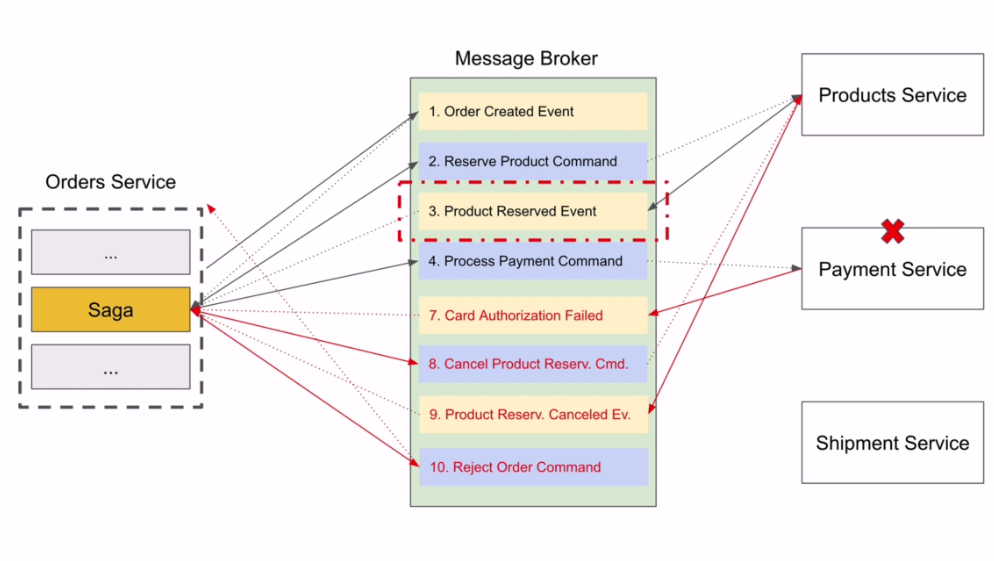 Message Broker
Orders Service
...
Saga
...
1. Order Created Event
2. Reserve Product Command
3. Product Reserved Event
4. Process Payment Command
7. Card Authorization Failed
8. Cancel Product Reserv. Cmd.
9. Product Reserv. Canceled Ev.
10. Reject Order Command
Products Service
Payment Service
Shipment Service